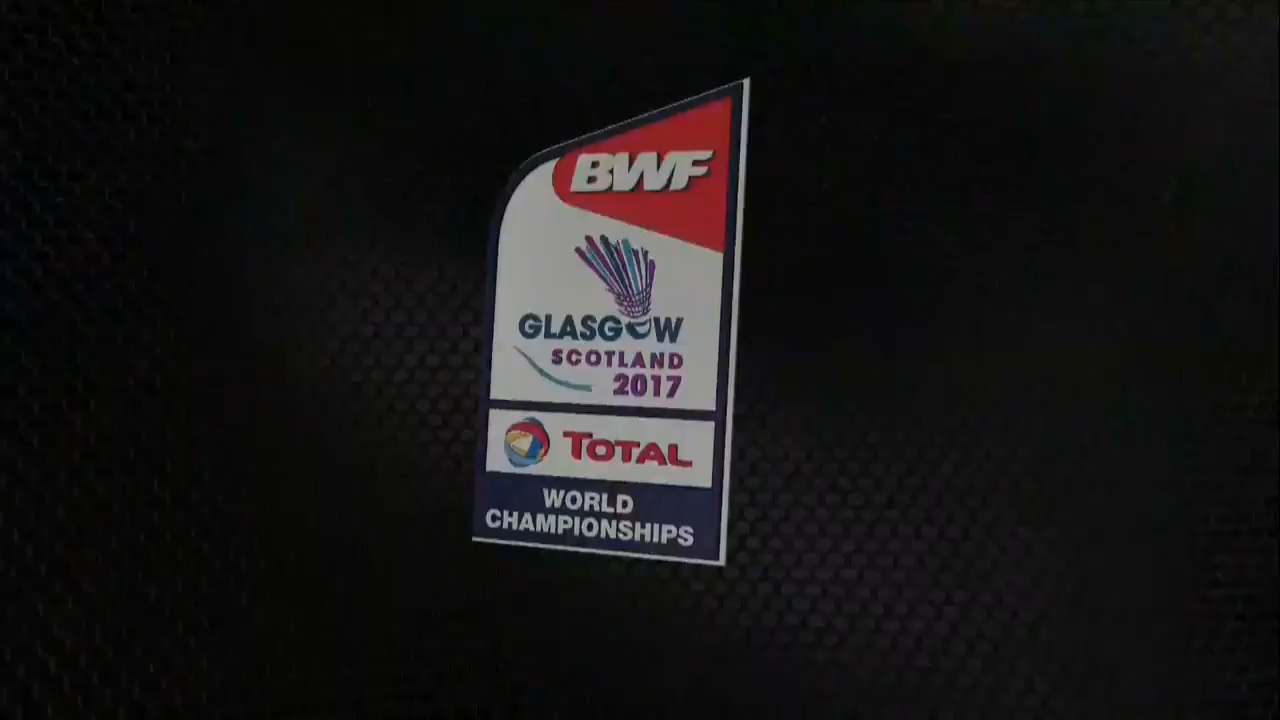 BWF
GLASGOW
SCOTLAND
2017
TOTAL
WORLD
CHAMPIONSHIPS